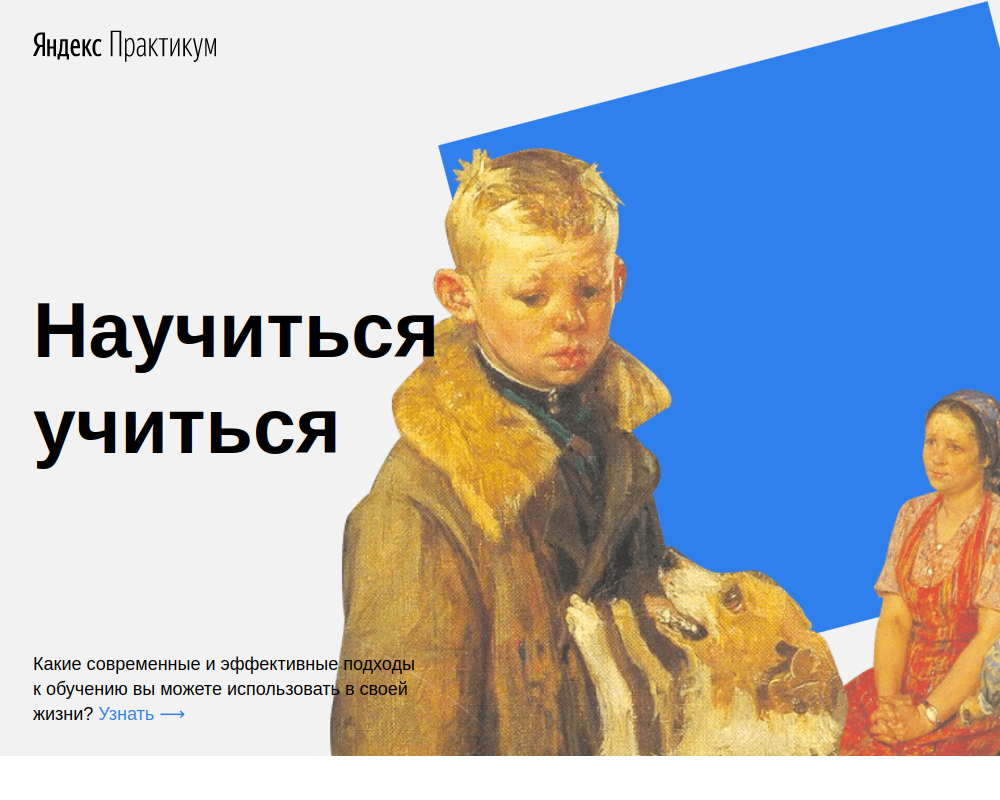 Яндекс Практикум
Научиться
учиться
Какие современные и эффективные подходы
к обучению вы можете использовать в своей
жизни? Узнать ⟶